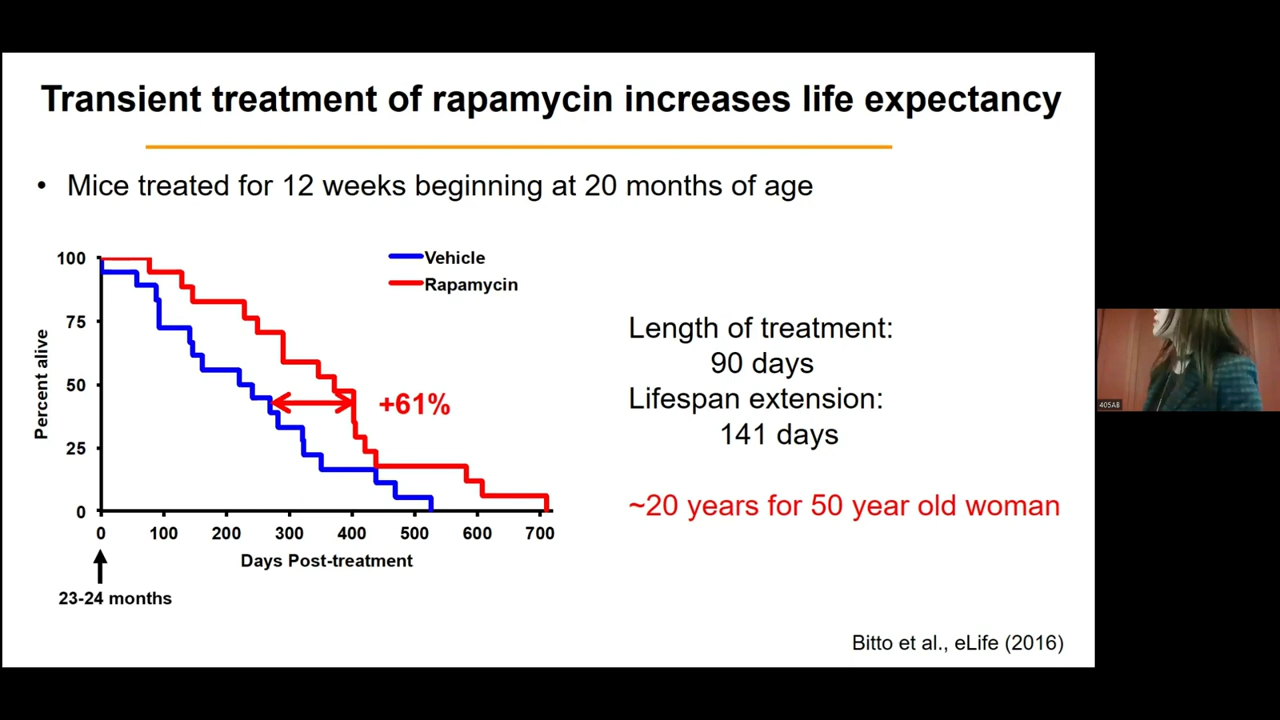 Transient treatment of rapamycin increases life expectancy
• Mice treated for 12 weeks beginning at 20 months of age
Vehicle
Rapamycin
100
75
50
25
0
Percent alive
+61%
0 100 200 300 400 500 600 700
Days Post-treatment
23-24 months
Length of treatment:
90 days
Lifespan extension:
141 days
~20 years for 50 year old woman
Bitto et al., eLife (2016)
405AB